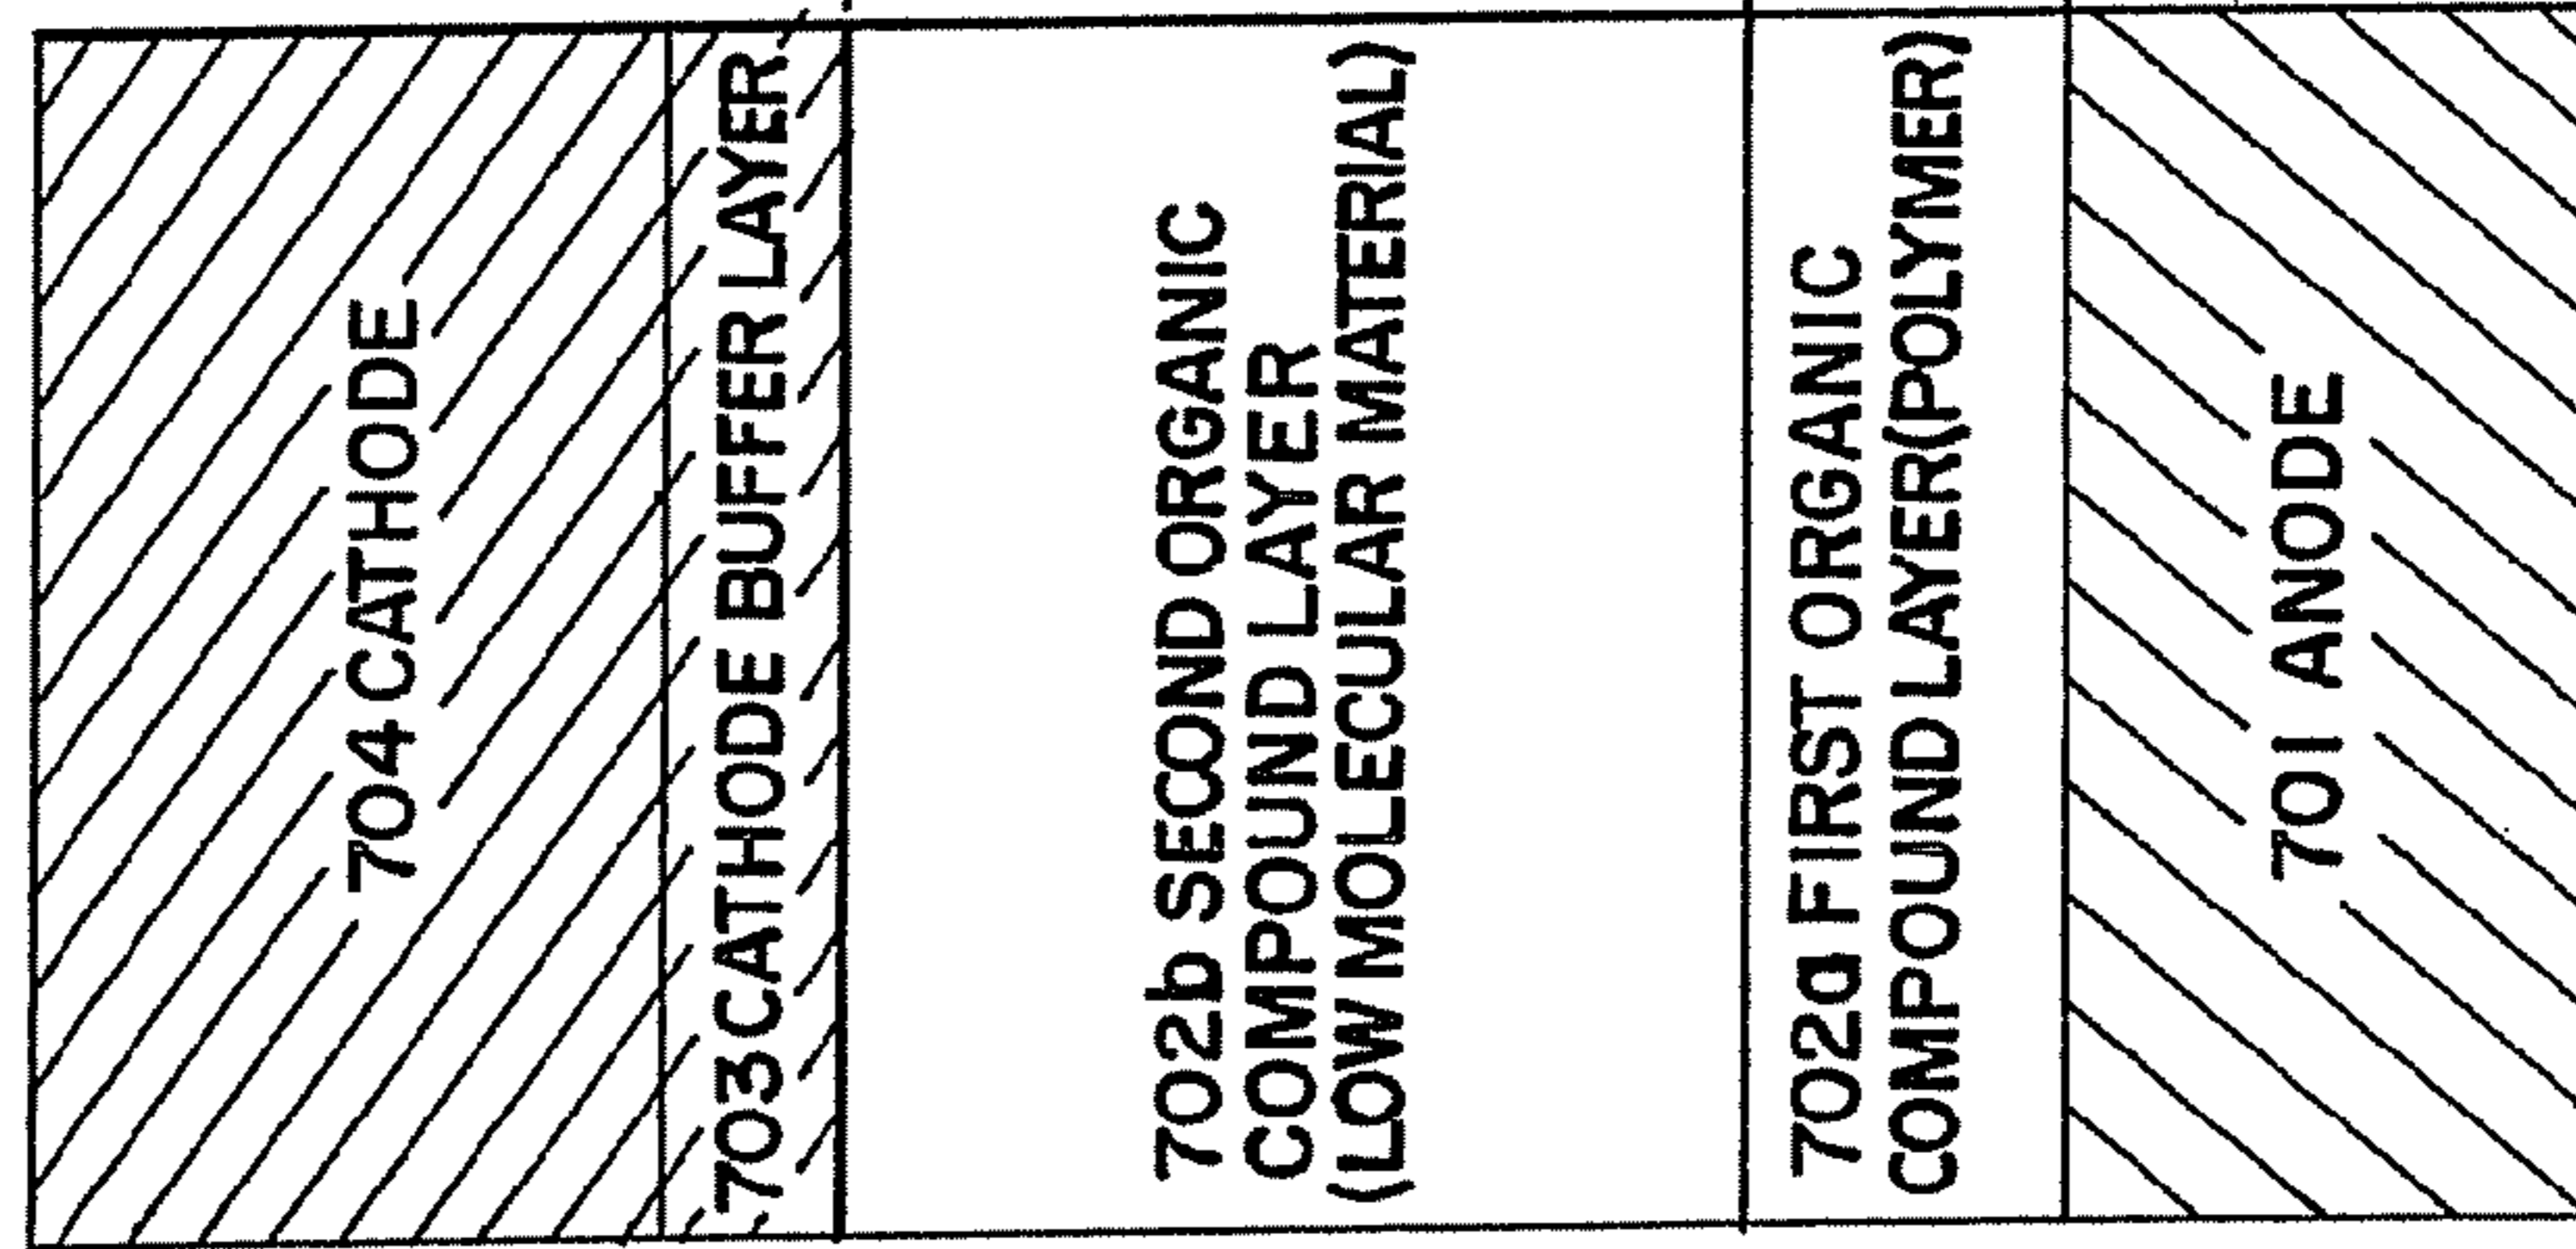 704 CATHODE
703 CATHODE BUFFER LAYER
702b SECOND ORGANIC
COMPOUND LAYER
(LOW MOLECULAR MATERIAL)
702a FIRST ORGANIC
COMPOUND LAYER(POLYMER)
701 ANODE